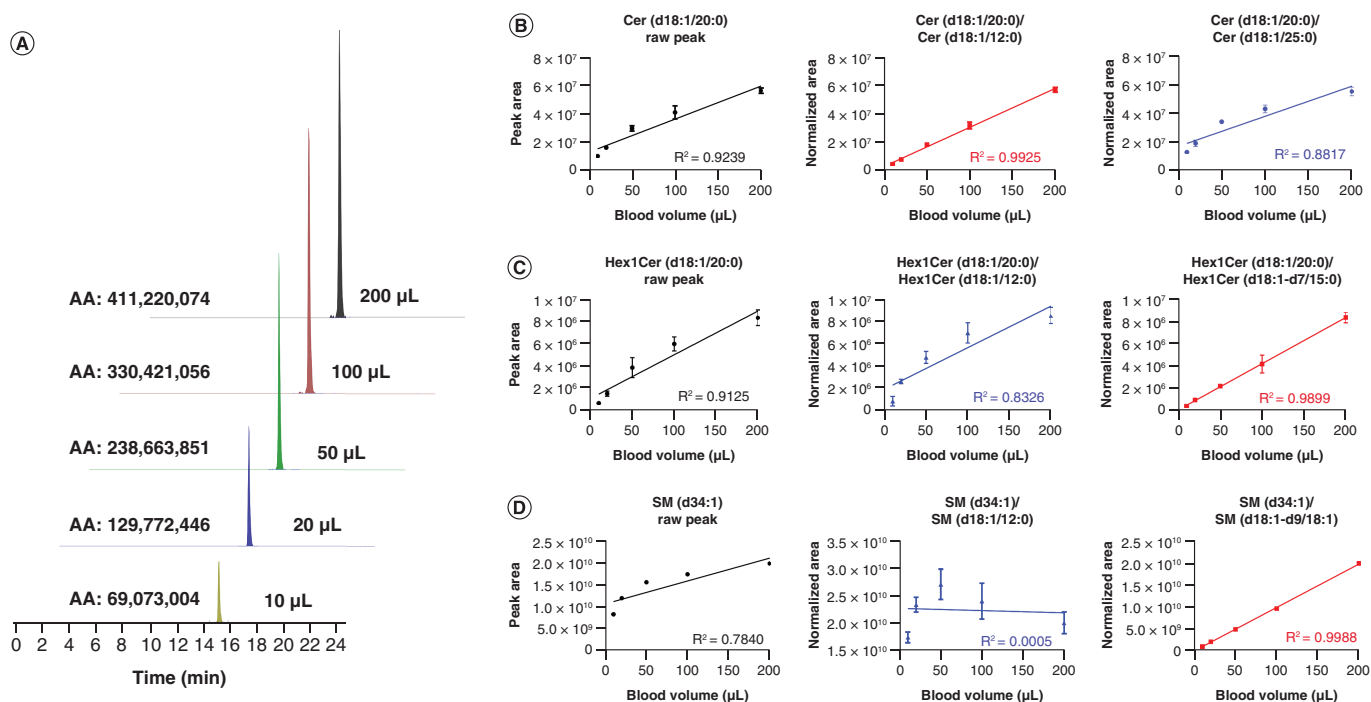 A
AA: 411,220,074
200 µL
AA: 330,421,056
100 µL
AA: 238,663,851
50 µL
AA: 129,772,446
20 µL
AA: 69,073,004
10 µL
0 2 4 6 8 10 12 14 16 18 20 22 24
Time (min)
B
Cer (d18:1/20:0)
raw peak
Peak area
8 × 10⁷
6 × 10⁷
4 × 10⁷
2 × 10⁷
0
R² = 0.9239
0 50 100 150 200
Blood volume (µL)
Cer (d18:1/20:0)/
Cer (d18:1/12:0)
Normalized area
8 × 10⁷
6 × 10⁷
4 × 10⁷
2 × 10⁷
0
R² = 0.9925
0 50 100 150 200
Blood volume (µL)
Cer (d18:1/20:0)/
Cer (d18:1/25:0)
Normalized area
8 × 10⁷
6 × 10⁷
4 × 10⁷
2 × 10⁷
0
R² = 0.8817
0 50 100 150 200
Blood volume (µL)
C
Hex1Cer (d18:1/20:0)
raw peak
Peak area
1 × 10⁷
8 × 10⁶
6 × 10⁶
4 × 10⁶
2 × 10⁶
0
R² = 0.9125
0 50 100 150 200
Blood volume (µL)
Hex1Cer (d18:1/20:0)/
Hex1Cer (d18:1/12:0)
Normalized area
1 × 10⁷
8 × 10⁶
6 × 10⁶
4 × 10⁶
2 × 10⁶
0
R² = 0.8326
0 50 100 150 200
Blood volume (µL)
Hex1Cer (d18:1/20:0)/
Hex1Cer (d18:1-d7/15:0)
Normalized area
1 × 10⁷
8 × 10⁶
6 × 10⁶
4 × 10⁶
2 × 10⁶
0
R² = 0.9899
0 50 100 150 200
Blood volume (µL)
D
SM (d34:1)
raw peak
Peak area
2.5 × 10¹⁰
2.0 × 10¹⁰
1.5 × 10¹⁰
1.0 × 10¹⁰
5.0 × 10⁹
0
R² = 0.7840
0 50 100 150 200
Blood volume (µL)
SM (d34:1)/
SM (d18:1/12:0)
Normalized area
3.5 × 10¹⁰
3.0 × 10¹⁰
2.5 × 10¹⁰
2.0 × 10¹⁰
1.5 × 10¹⁰
R² = 0.0005
0 50 100 150 200
Blood volume (µL)
SM (d34:1)/
SM (d18:1-d9/18:1)
Normalized area
2.5 × 10¹⁰
2.0 × 10¹⁰
1.5 × 10¹⁰
1.0 × 10¹⁰
5.0 × 10⁹
0
R² = 0.9988
0 50 100 150 200
Blood volume (µL)